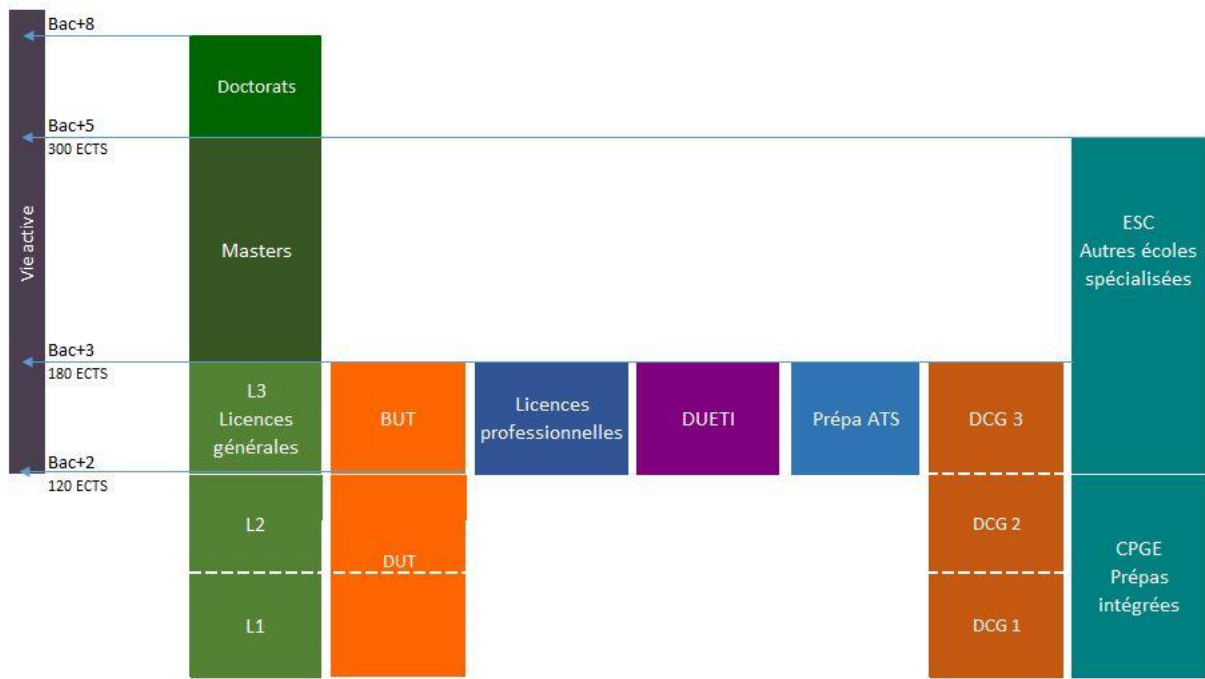 Bac+8
Doctorats
Bac+5
300 ECTS
Vie active
Masters
ESC
Autres écoles
spécialisées
Bac+3
180 ECTS
L3
Licences
générales
BUT
Licences
professionnelles
DUETI
Prépa ATS
DCG 3
Bac+2
120 ECTS
L2
DUT
DCG 2
CPGE
Prépas
intégrées
L1
DCG 1